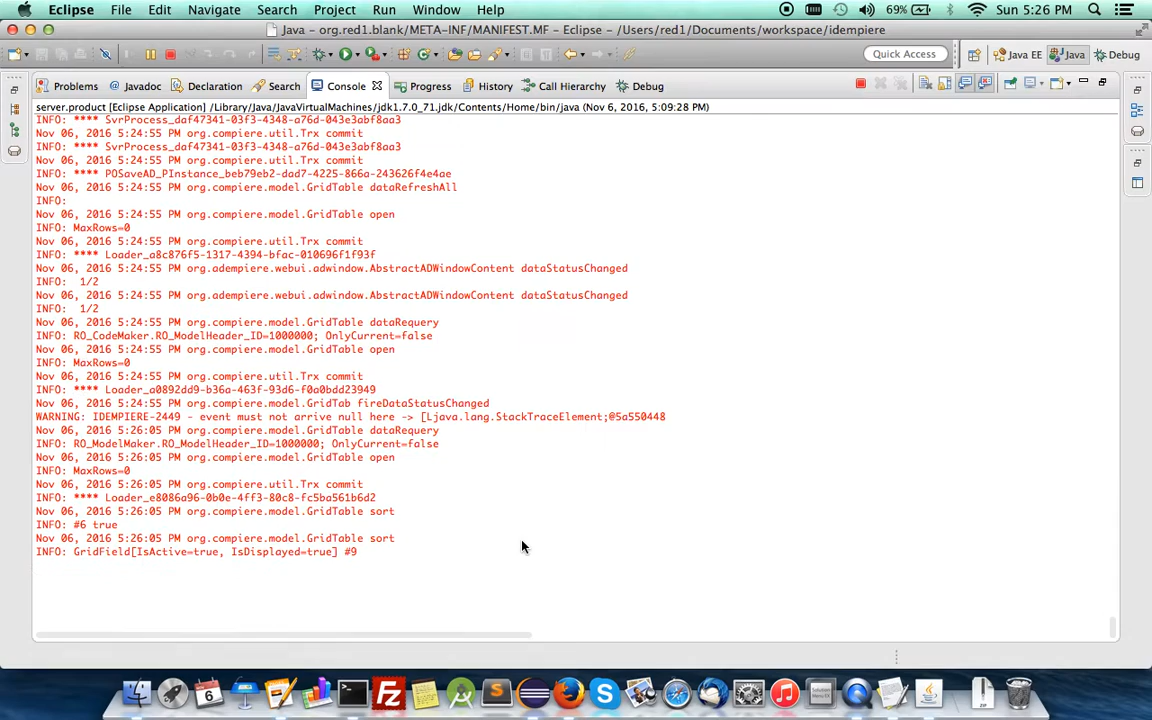 Eclipse File Edit Navigate Search Project Run Window Help 69% Sun 5:26 PM
Java – org.red1.blank/META-INF/MANIFEST.MF – Eclipse – /Users/red1/Documents/workspace/idempiere
Quick Access Java EE Java Debug
Problems @ Javadoc Declaration Search Console Progress History Call Hierarchy Debug
server.product [Eclipse Application] /Library/Java/JavaVirtualMachines/jdk1.7.0_71.jdk/Contents/Home/bin/java (Nov 6, 2016, 5:09:28 PM)
INFO: **** SvrProcess_daf47341-03f3-4348-a76d-043e3abf8aa3
Nov 06, 2016 5:24:55 PM org.compiere.util.Trx commit
INFO: **** SvrProcess_daf47341-03f3-4348-a76d-043e3abf8aa3
Nov 06, 2016 5:24:55 PM org.compiere.util.Trx commit
INFO: **** POSaveAD_PInstance_beb79eb2-dad7-4225-866a-243626f4e4ae
Nov 06, 2016 5:24:55 PM org.compiere.model.GridTable dataRefreshAll
INFO:
Nov 06, 2016 5:24:55 PM org.compiere.model.GridTable open
INFO: MaxRows=0
Nov 06, 2016 5:24:55 PM org.compiere.util.Trx commit
INFO: **** Loader_a8c876f5-1317-4394-bfac-010696f1f93f
Nov 06, 2016 5:24:55 PM org.adempiere.webui.adwindow.AbstractADWindowContent dataStatusChanged
INFO:  1/2
Nov 06, 2016 5:24:55 PM org.adempiere.webui.adwindow.AbstractADWindowContent dataStatusChanged
INFO:  1/2
Nov 06, 2016 5:24:55 PM org.compiere.model.GridTable dataRequery
INFO: RO_CodeMaker.RO_ModelHeader_ID=1000000; OnlyCurrent=false
Nov 06, 2016 5:24:55 PM org.compiere.model.GridTable open
INFO: MaxRows=0
Nov 06, 2016 5:24:55 PM org.compiere.util.Trx commit
INFO: **** Loader_a0892dd9-b36a-463f-93d6-f0a0bdd23949
Nov 06, 2016 5:24:55 PM org.compiere.model.GridTab fireDataStatusChanged
WARNING: IDEMPIERE-2449 - event must not arrive null here -> [Ljava.lang.StackTraceElement;@5a550448
Nov 06, 2016 5:26:05 PM org.compiere.model.GridTable dataRequery
INFO: RO_ModelMaker.RO_ModelHeader_ID=1000000; OnlyCurrent=false
Nov 06, 2016 5:26:05 PM org.compiere.model.GridTable open
INFO: MaxRows=0
Nov 06, 2016 5:26:05 PM org.compiere.util.Trx commit
INFO: **** Loader_e8086a96-0b0e-4ff3-80c8-fc5ba561b6d2
Nov 06, 2016 5:26:05 PM org.compiere.model.GridTable sort
INFO: #6 true
Nov 06, 2016 5:26:05 PM org.compiere.model.GridTable sort
INFO: GridField[IsActive=true, IsDisplayed=true] #9